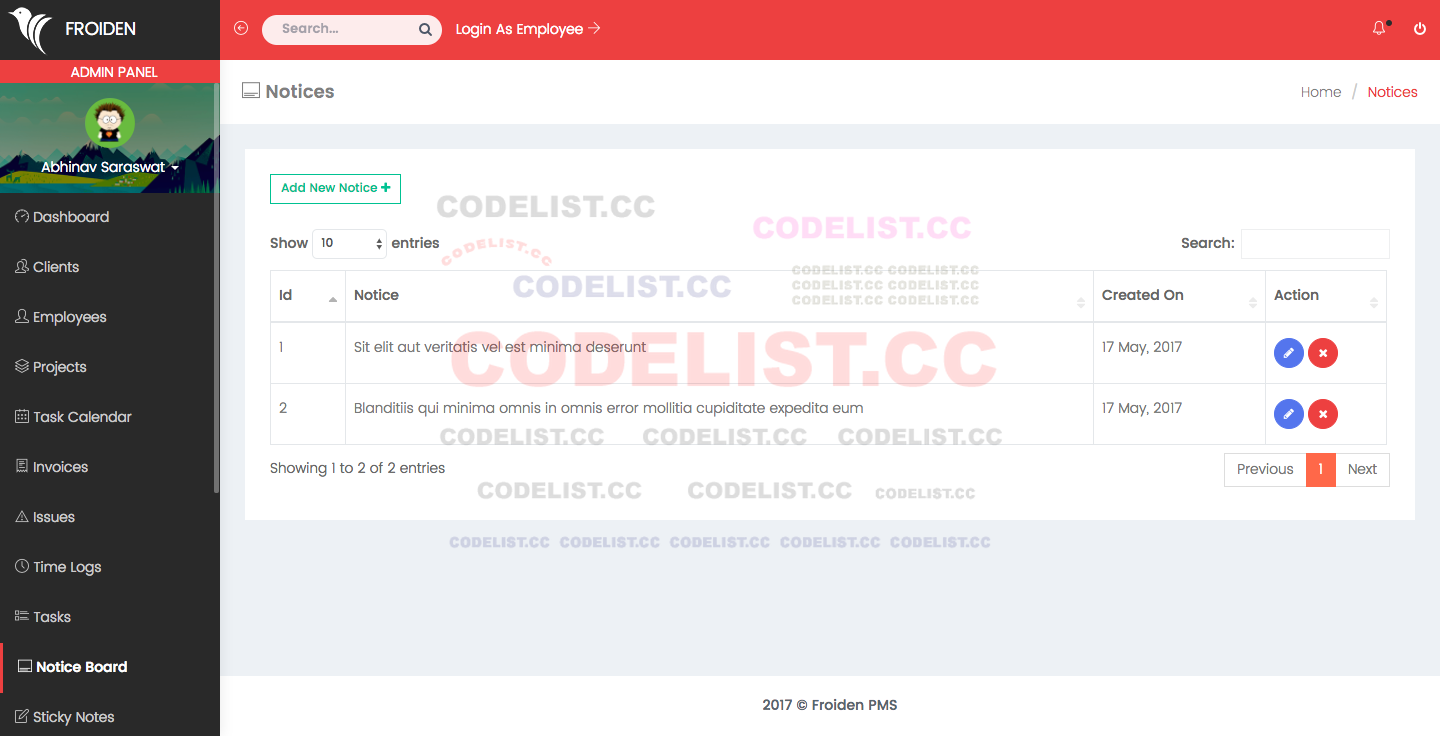 FROIDEN
Search...
Login As Employee
ADMIN PANEL
Abhinav Saraswat
Dashboard
Clients
Employees
Projects
Task Calendar
Invoices
Issues
Time Logs
Tasks
Notice Board
Sticky Notes
Notices
Home / Notices
Add New Notice
CODELIST.CC
CODELIST.CC
Show 10 entries
Search:
CODELIST.CC
CODELIST.CC
CODELIST.CC CODELIST.CC
CODELIST.CC CODELIST.CC
CODELIST.CC CODELIST.CC
Id Notice Created On Action
1 Sit elit aut veritatis vel est minima deserunt 17 May, 2017
CODELIST.CC
2 Blanditiis qui minima omnis in omnis error mollitia cupiditate expedita eum 17 May, 2017
CODELIST.CC CODELIST.CC CODELIST.CC
Showing 1 to 2 of 2 entries
Previous 1 Next
CODELIST.CC CODELIST.CC CODELIST.CC
CODELIST.CC CODELIST.CC CODELIST.CC CODELIST.CC CODELIST.CC
2017 © Froiden PMS